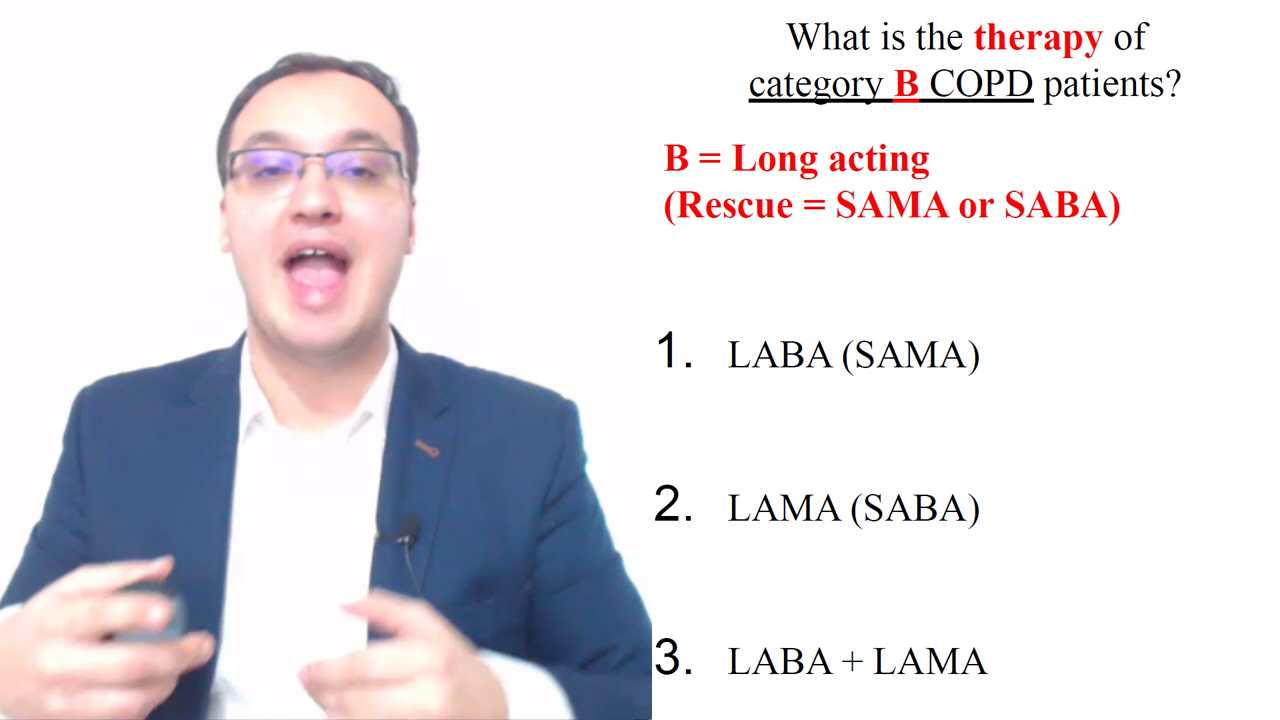 What is the therapy of
category B COPD patients?
B = Long acting
(Rescue = SAMA or SABA)
1. LABA (SAMA)
2. LAMA (SABA)
3. LABA + LAMA